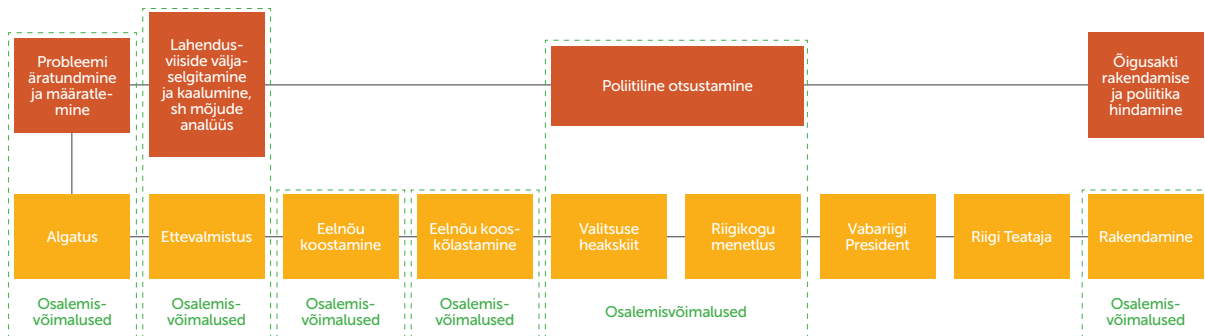 Probleemi
äratundmine
ja määratle-
mine
Lahendus-
viiside välja-
selgitamine
ja kaalumine,
sh mõjude
analüüs
Poliitiline otsustamine
Õigusakti
rakendamise
ja poliitika
hindamine
Algatus
Ettevalmistus
Eelnõu
koostamine
Eelnõu koos-
kõlastamine
Valitsuse
heakskiit
Riigikogu
menetlus
Vabariigi
President
Riigi Teataja
Rakendamine
Osalemis-
võimalused
Osalemis-
võimalused
Osalemis-
võimalused
Osalemis-
võimalused
Osalemisvõimalused
Osalemis-
võimalused